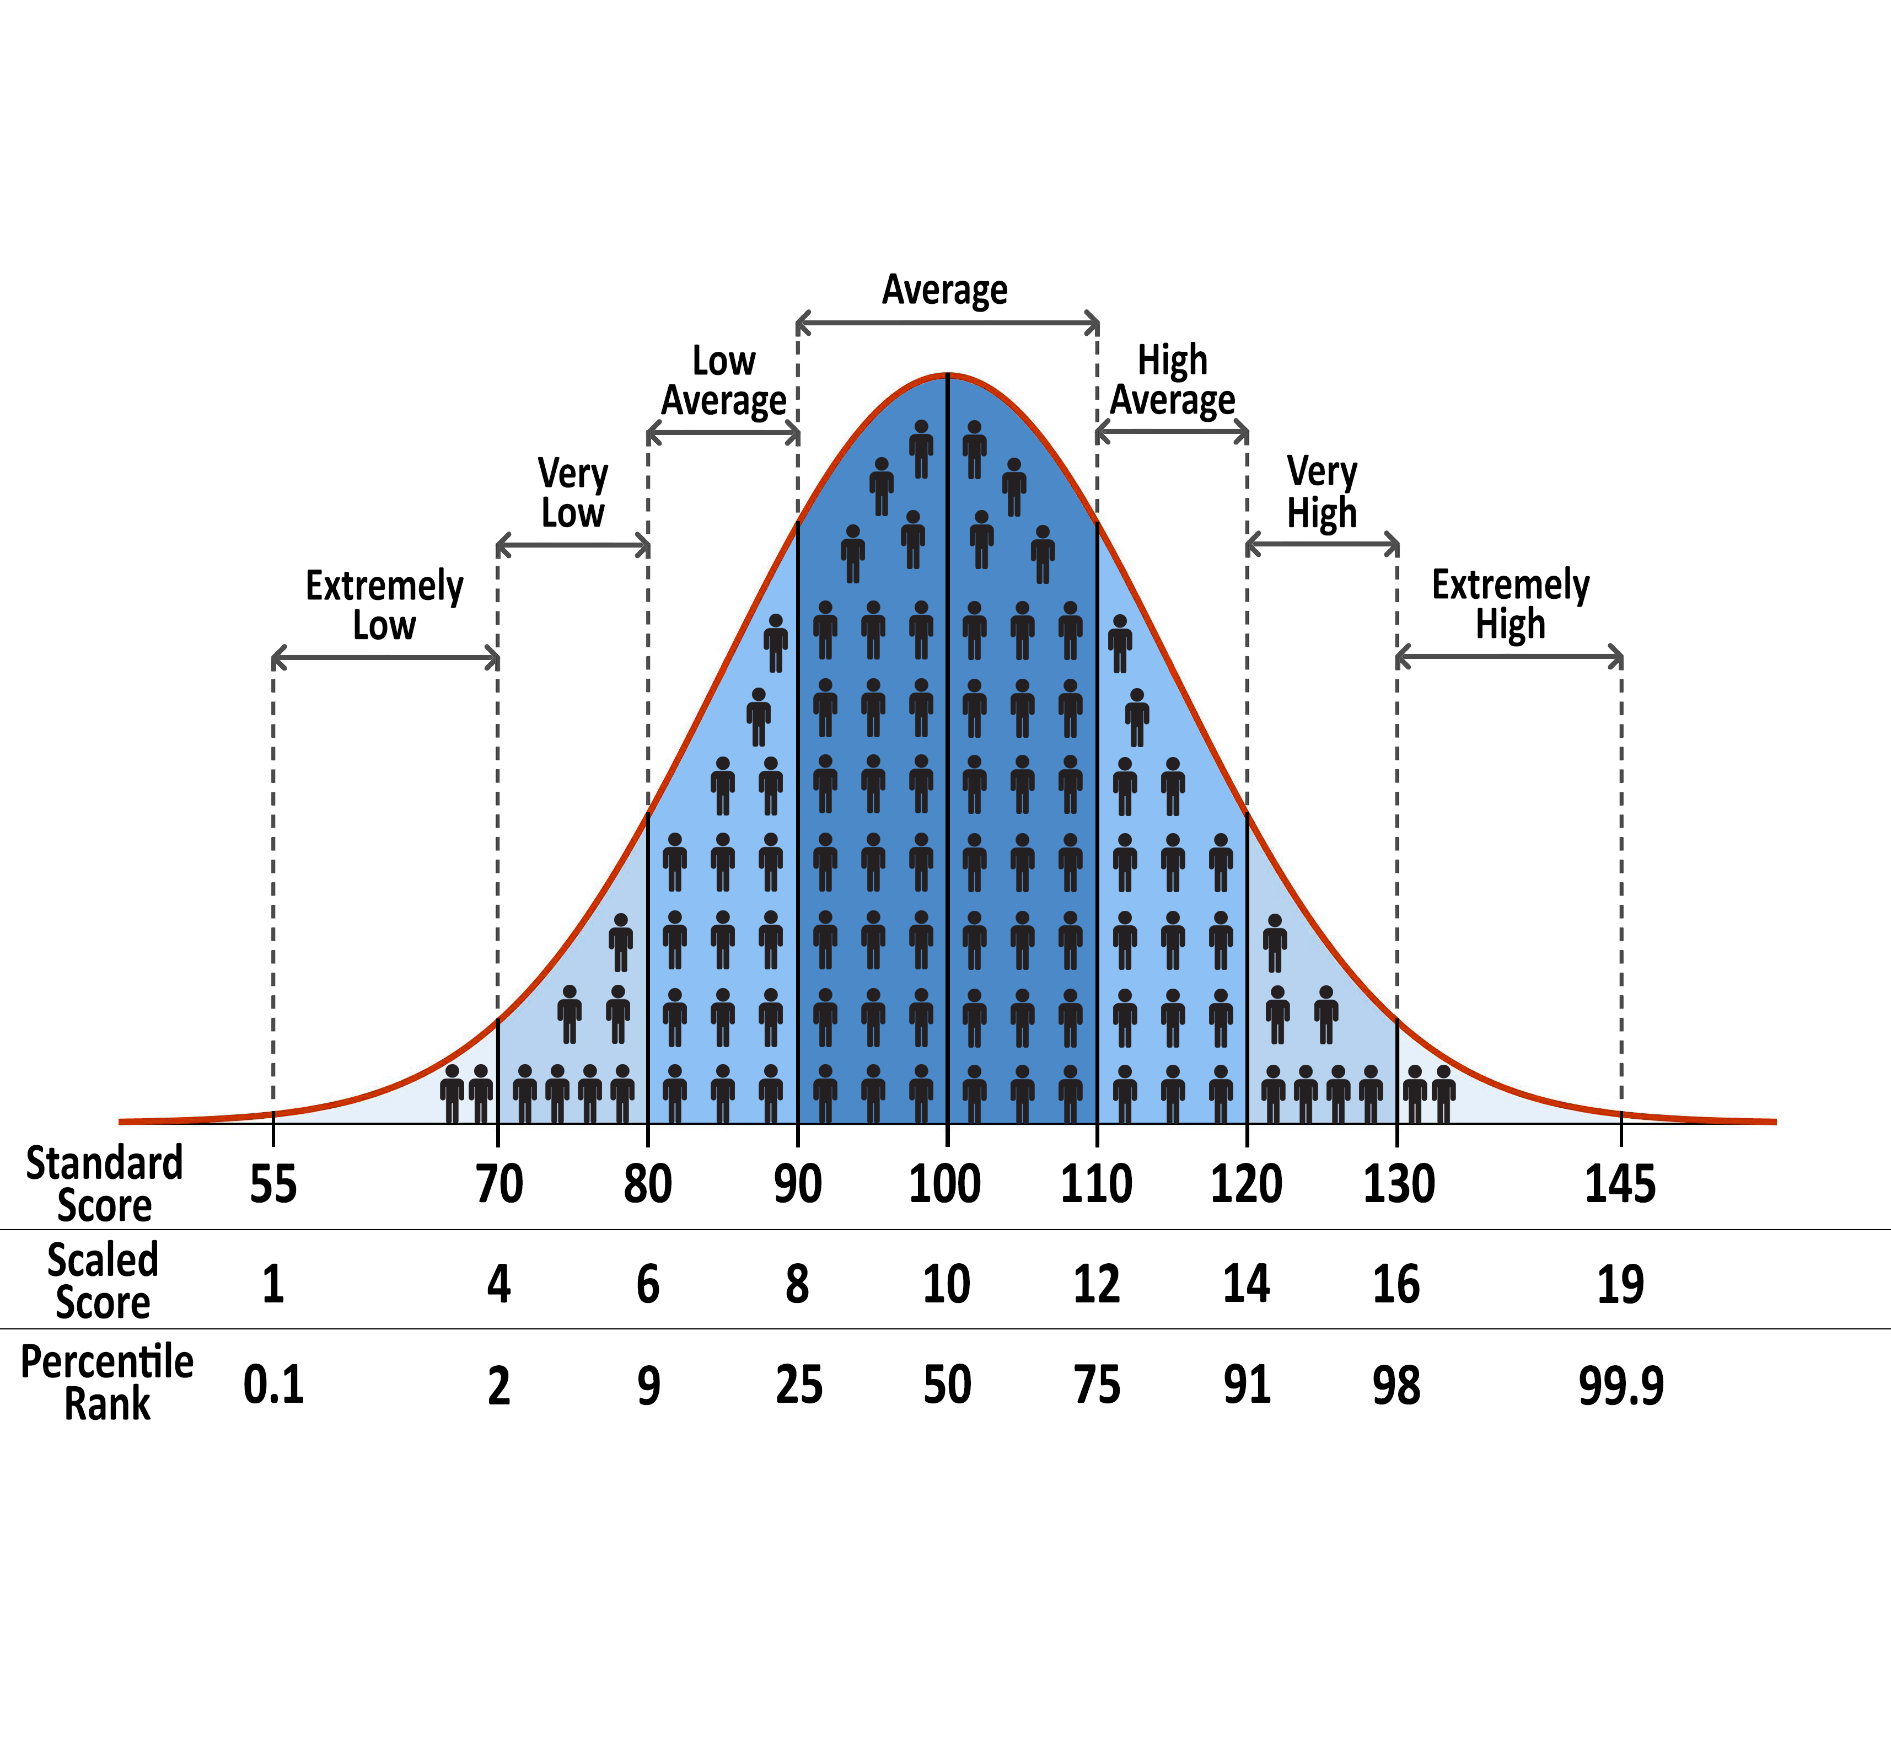 Average
Low
Average
High
Average
Very
Low
Very
High
Extremely
Low
Extremely
High
Standard
Score
55 70 80 90 100 110 120 130 145
Scaled
Score
1 4 6 8 10 12 14 16 19
Percentile
Rank
0.1 2 9 25 50 75 91 98 99.9